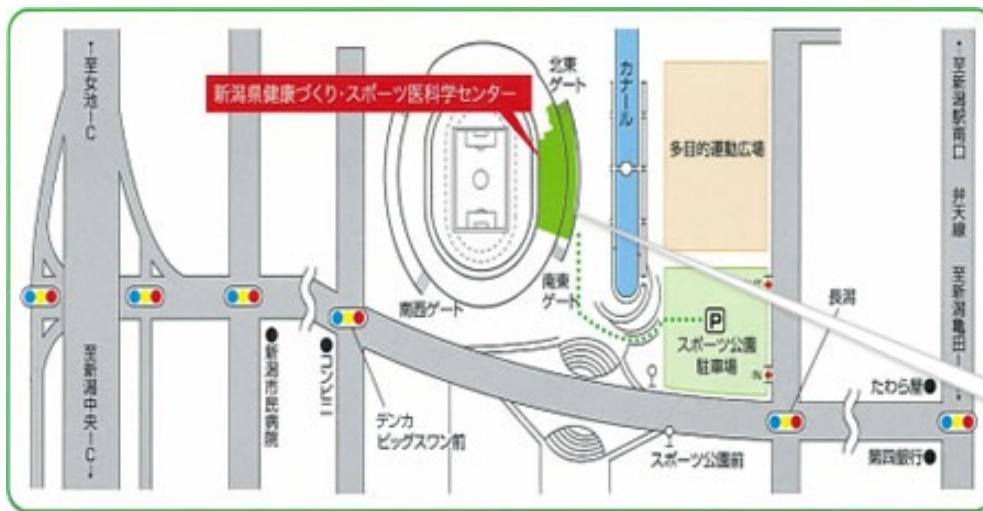 ←至女池IC
至新潟中央IC→
新潟県健康づくり・スポーツ医科学センター
北東
ゲート
カナール
多目的運動広場
←至新潟駅南口
弁天線
至新潟亀田IC→
南西ゲート
南東
ゲート
P
スポーツ公園
駐車場
IN
長潟
●新潟市民病院
●コンビニ
デンカ
ビッグスワン前
スポーツ公園前
たわら屋●
第四銀行●